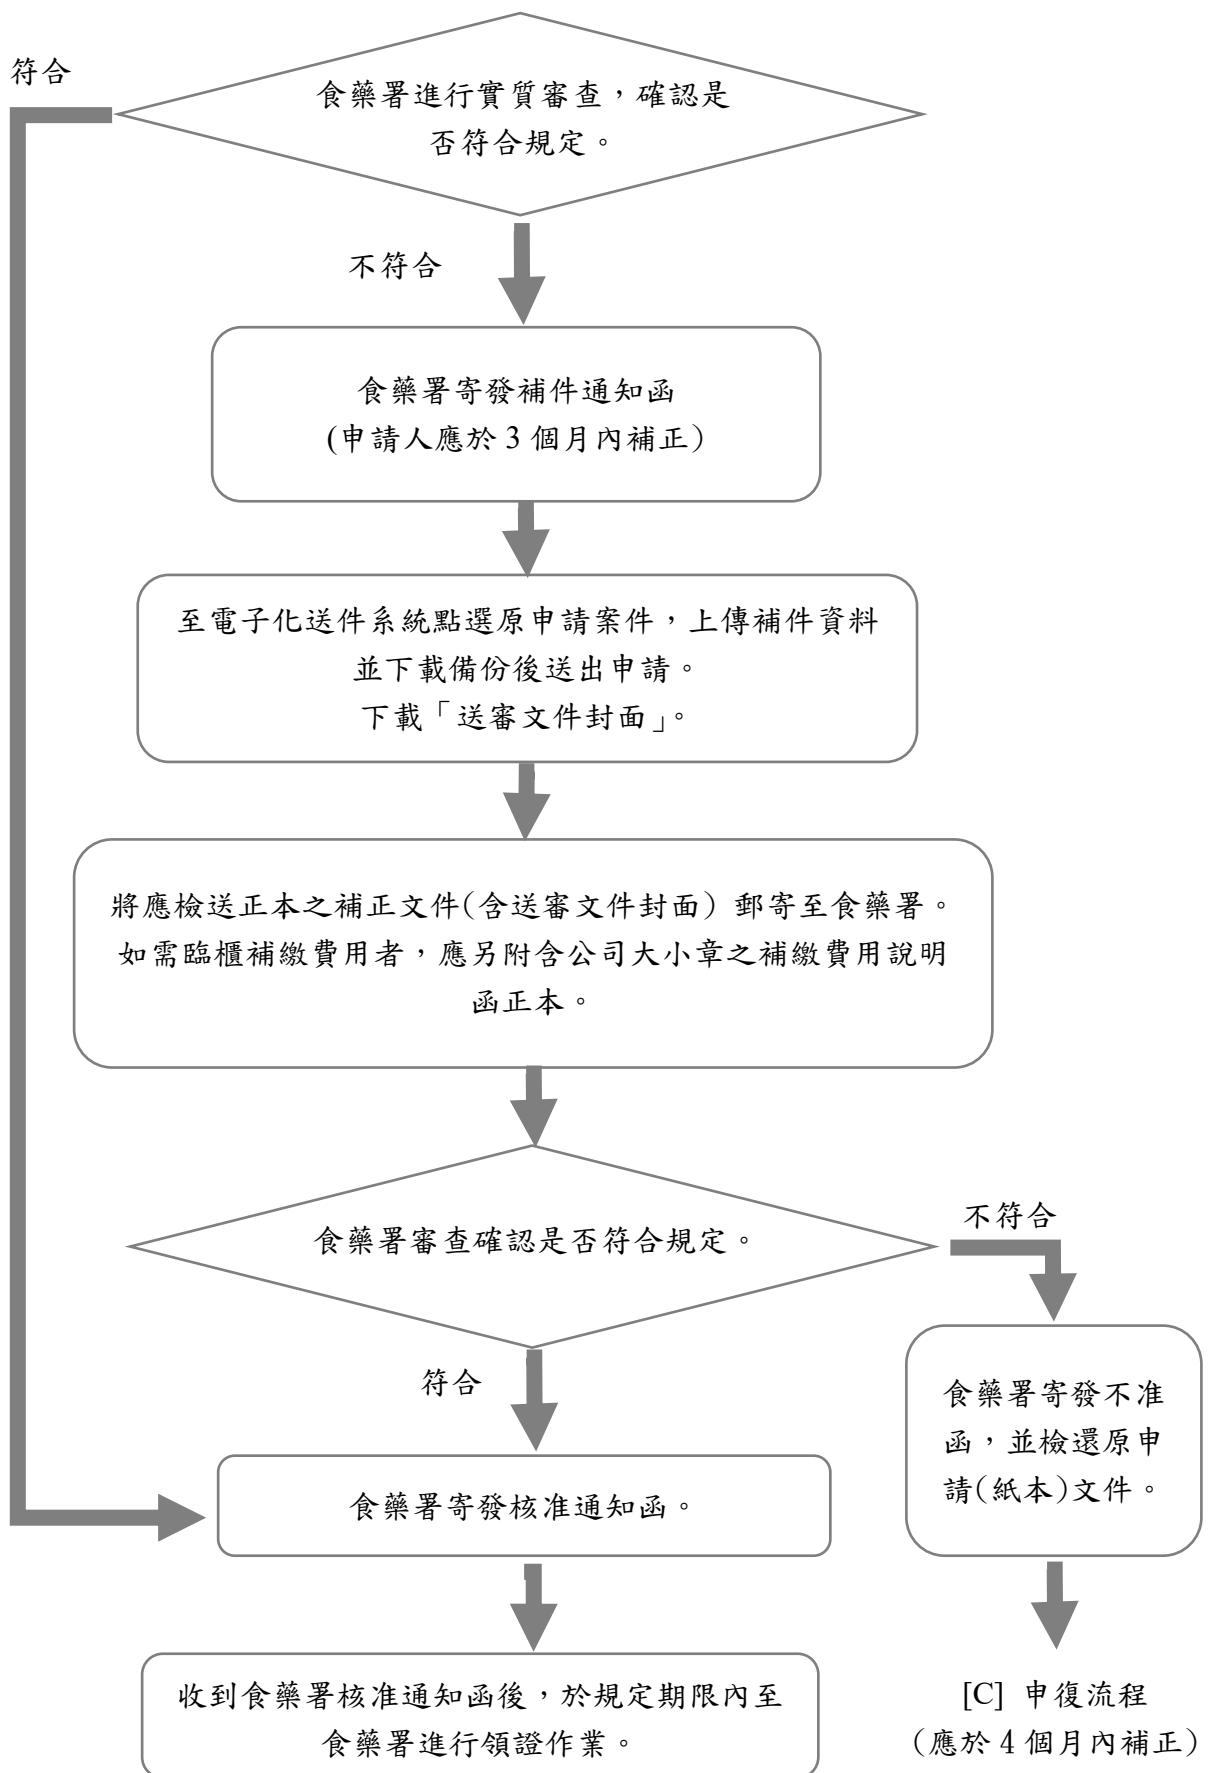 符合
食藥署進行實質審查，確認是
否符合規定。
不符合
食藥署寄發補件通知函
(申請人應於 3 個月內補正)
至電子化送件系統點選原申請案件，上傳補件資料
並下載備份後送出申請。
下載「送審文件封面」。
將應檢送正本之補正文件(含送審文件封面) 郵寄至食藥署。
如需臨櫃補繳費用者，應另附含公司大小章之補繳費用說明
函正本。
食藥署審查確認是否符合規定。
不符合
符合
食藥署寄發不准
函，並檢還原申
請(紙本)文件。
食藥署寄發核准通知函。
收到食藥署核准通知函後，於規定期限內至
食藥署進行領證作業。
[C] 申復流程
(應於 4 個月內補正)